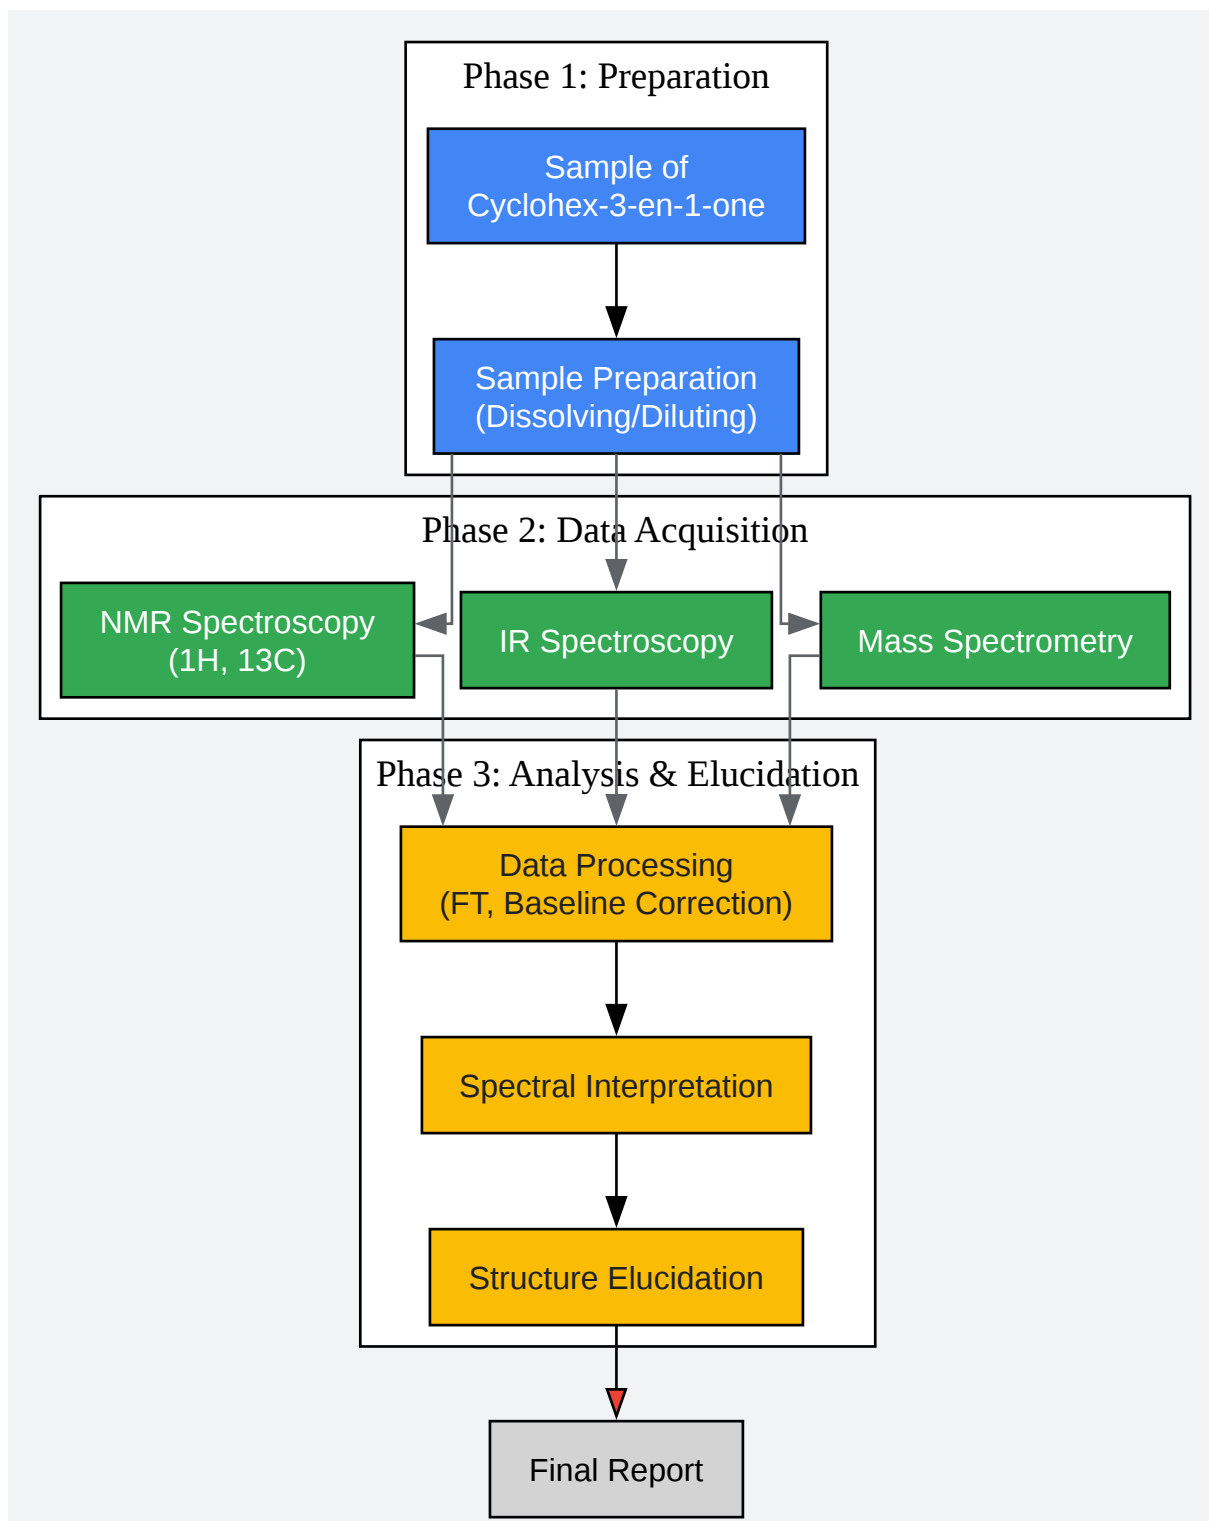 Phase 1: Preparation
Sample of
Cyclohex-3-en-1-one
Sample Preparation
(Dissolving/Diluting)
Phase 2: Data Acquisition
NMR Spectroscopy
(1H, 13C)
IR Spectroscopy
Mass Spectrometry
Phase 3: Analysis & Elucidation
Data Processing
(FT, Baseline Correction)
Spectral Interpretation
Structure Elucidation
Final Report